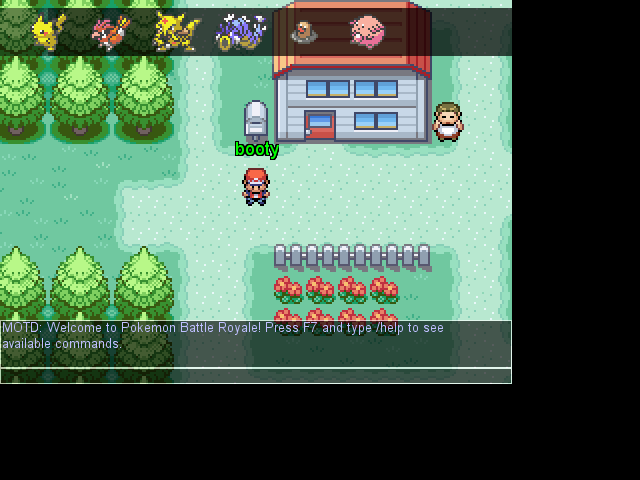 booty
MOTD: Welcome to Pokemon Battle Royale! Press F7 and type /help to see
available commands.